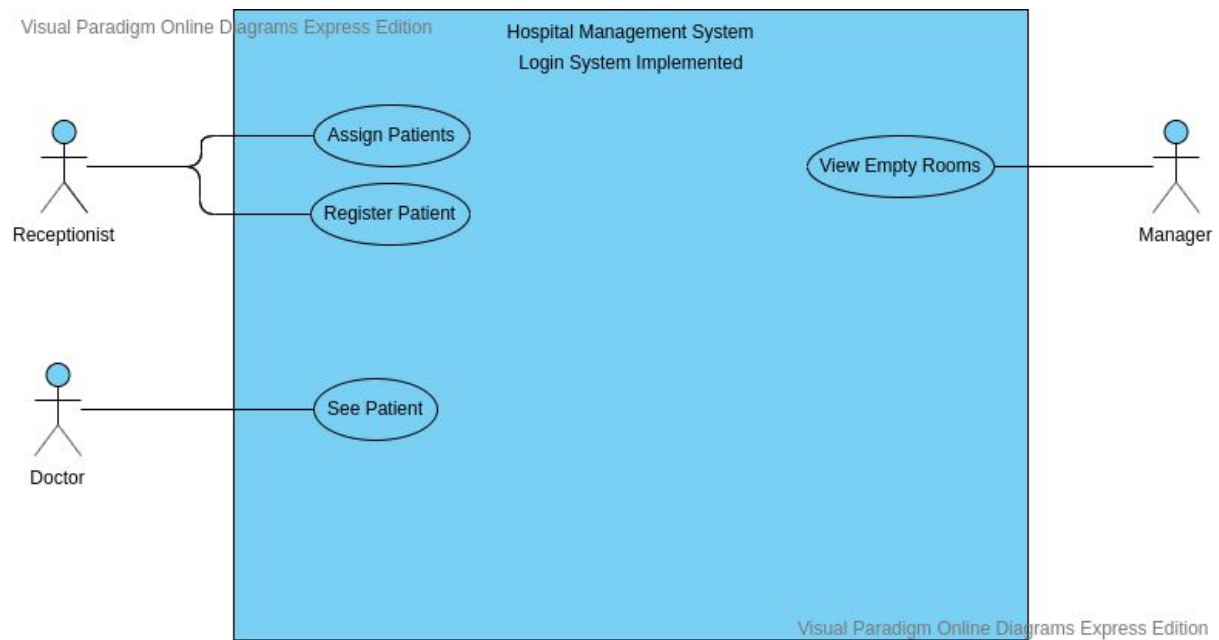 Visual Paradigm Online Diagrams Express Edition
Hospital Management System
Login System Implemented
Assign Patients
View Empty Rooms
Register Patient
Receptionist
Manager
See Patient
Doctor
Visual Paradigm Online Diagrams Express Edition